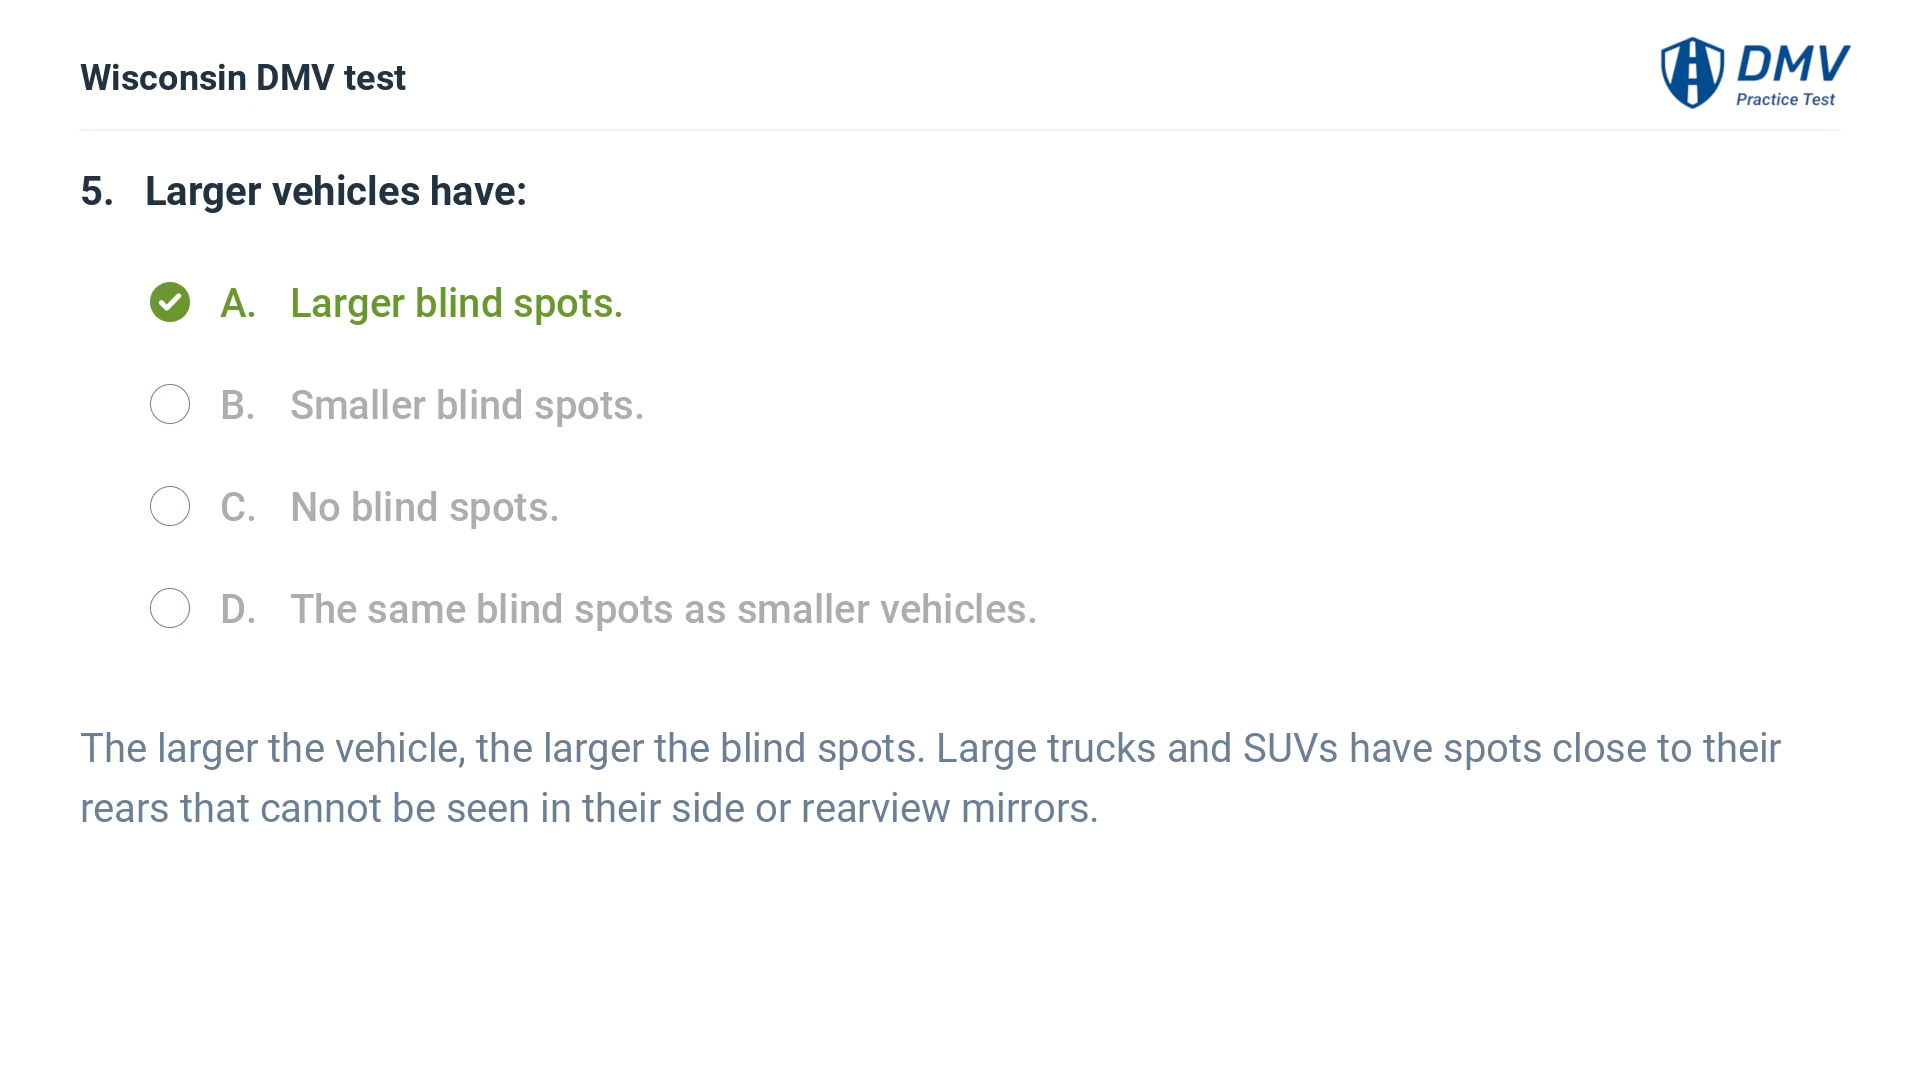 Wisconsin DMV test
DMV
Practice Test
5. Larger vehicles have:
A. Larger blind spots.
B. Smaller blind spots.
C. No blind spots.
D. The same blind spots as smaller vehicles.
The larger the vehicle, the larger the blind spots. Large trucks and SUVs have spots close to their
rears that cannot be seen in their side or rearview mirrors.